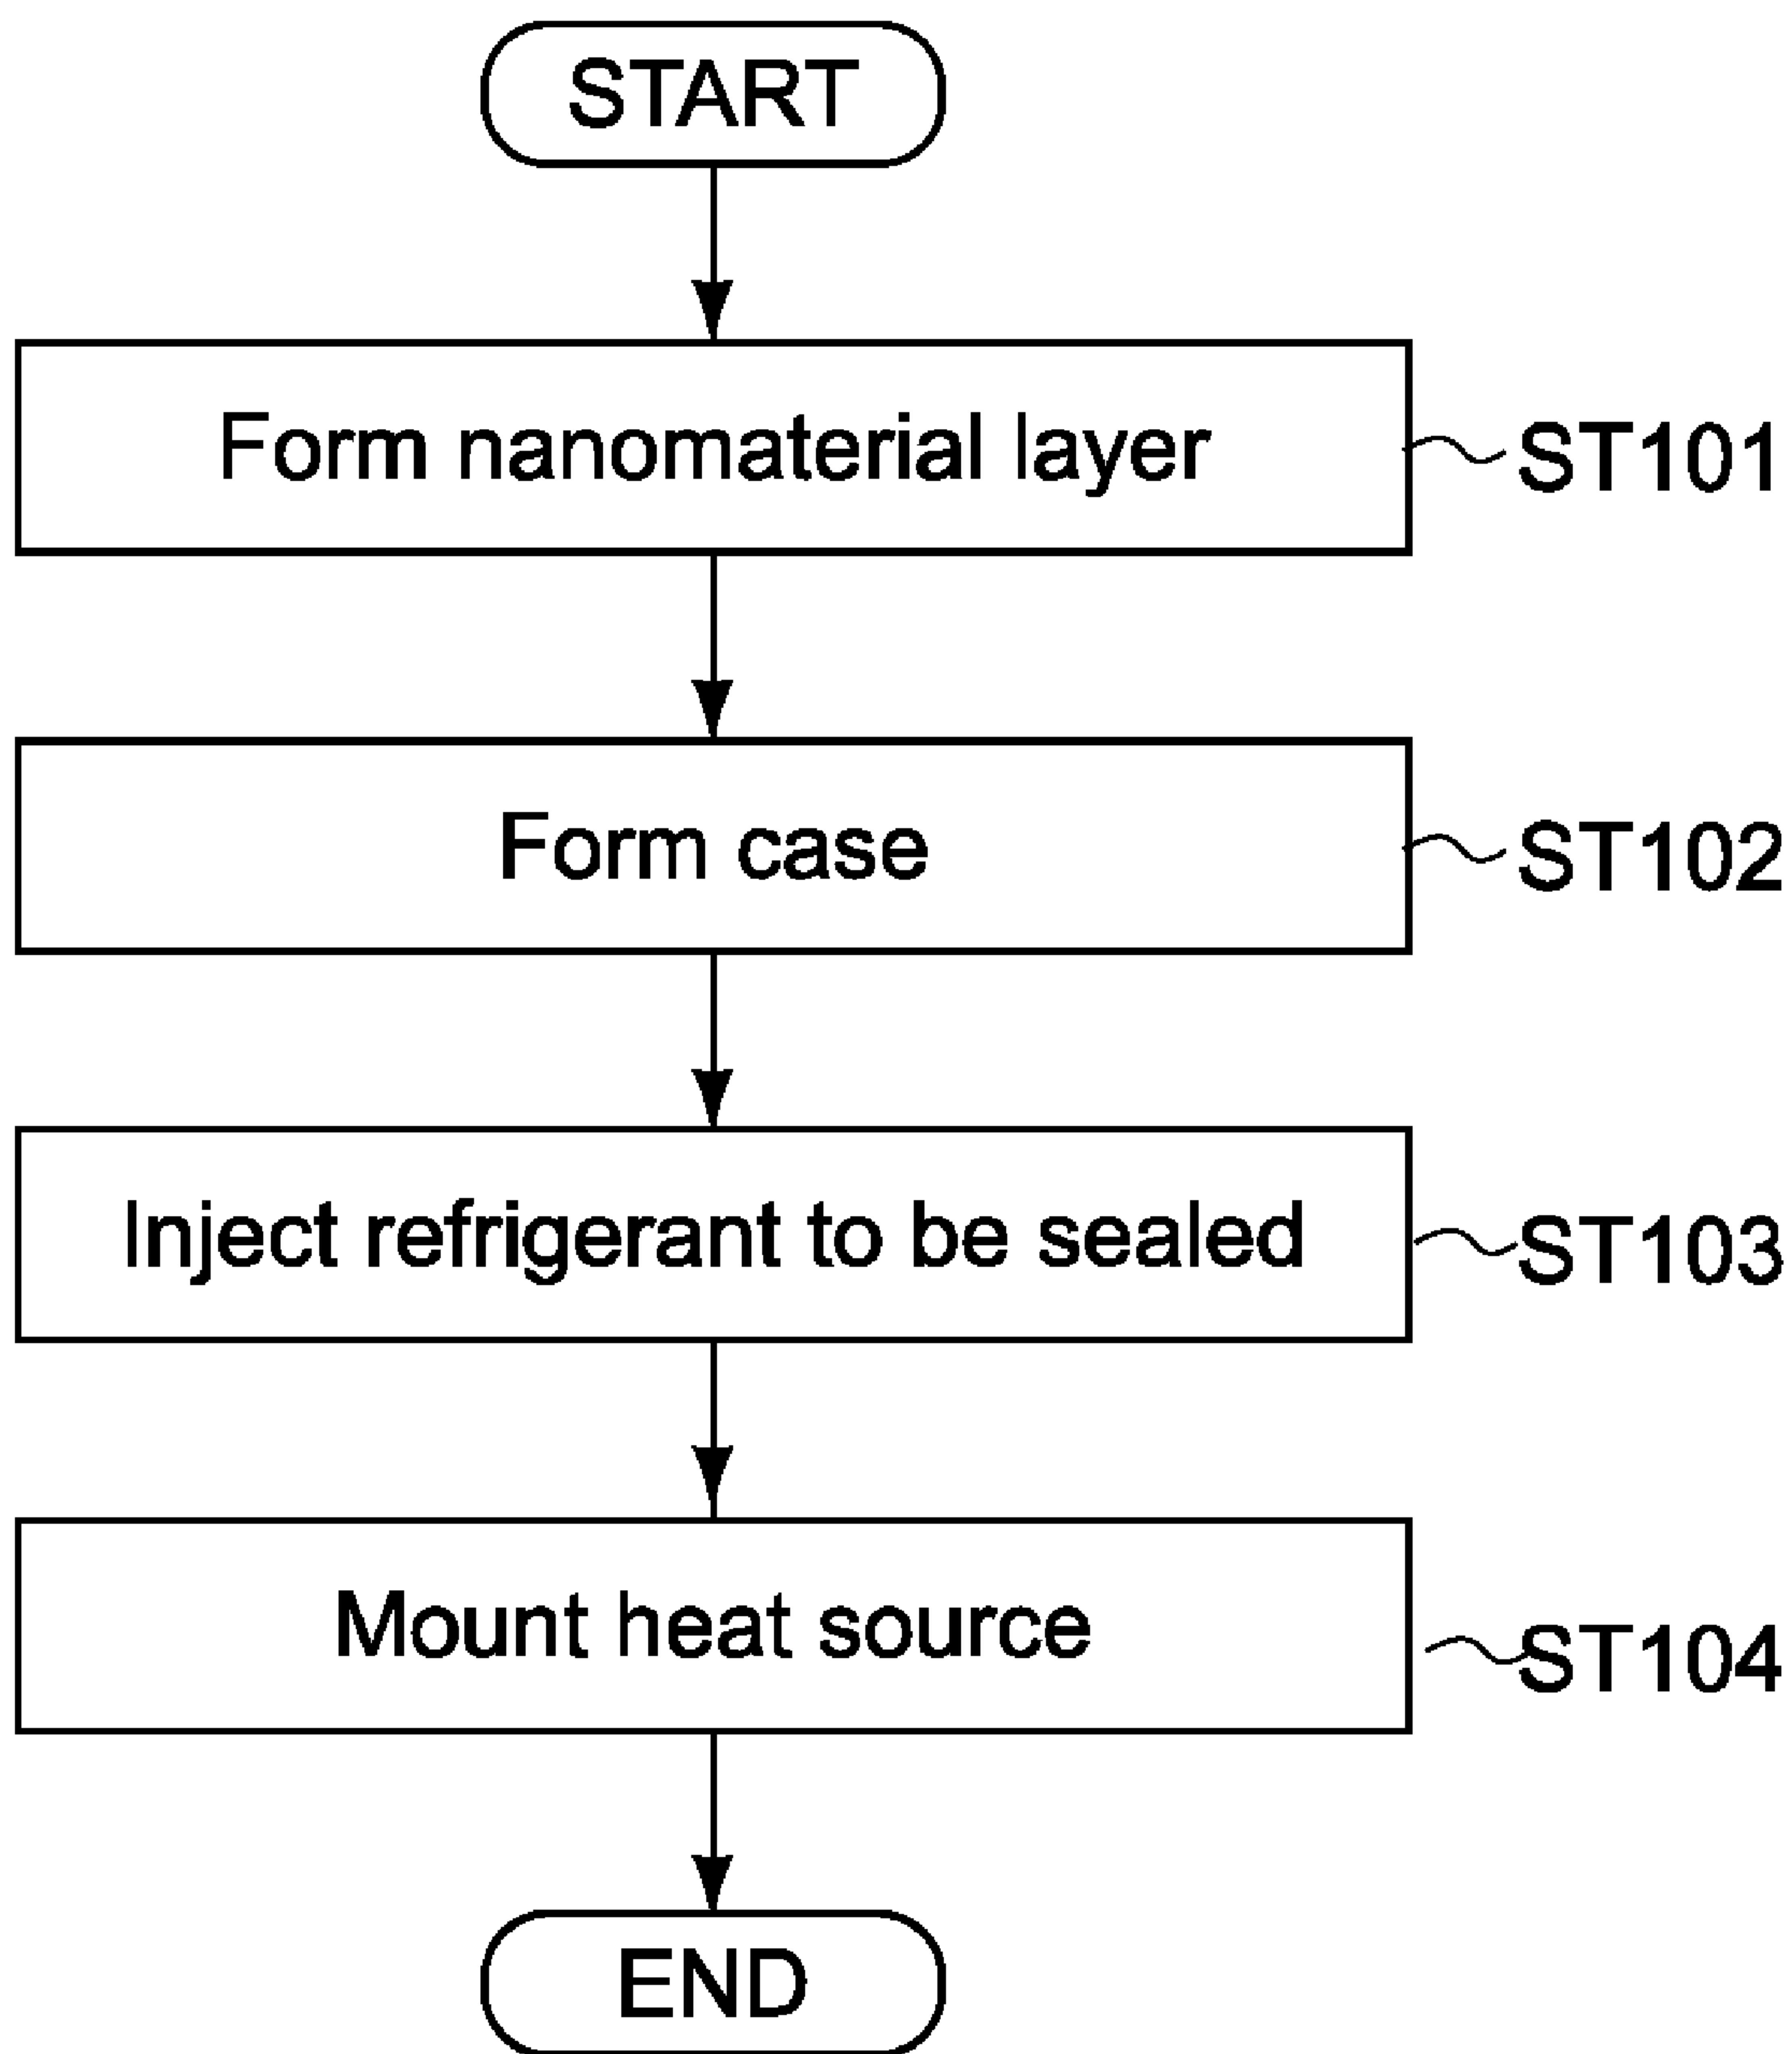 START
Form nanomaterial layer
ST101
Form case
ST102
Inject refrigerant to be sealed
ST103
Mount heat source
ST104
END